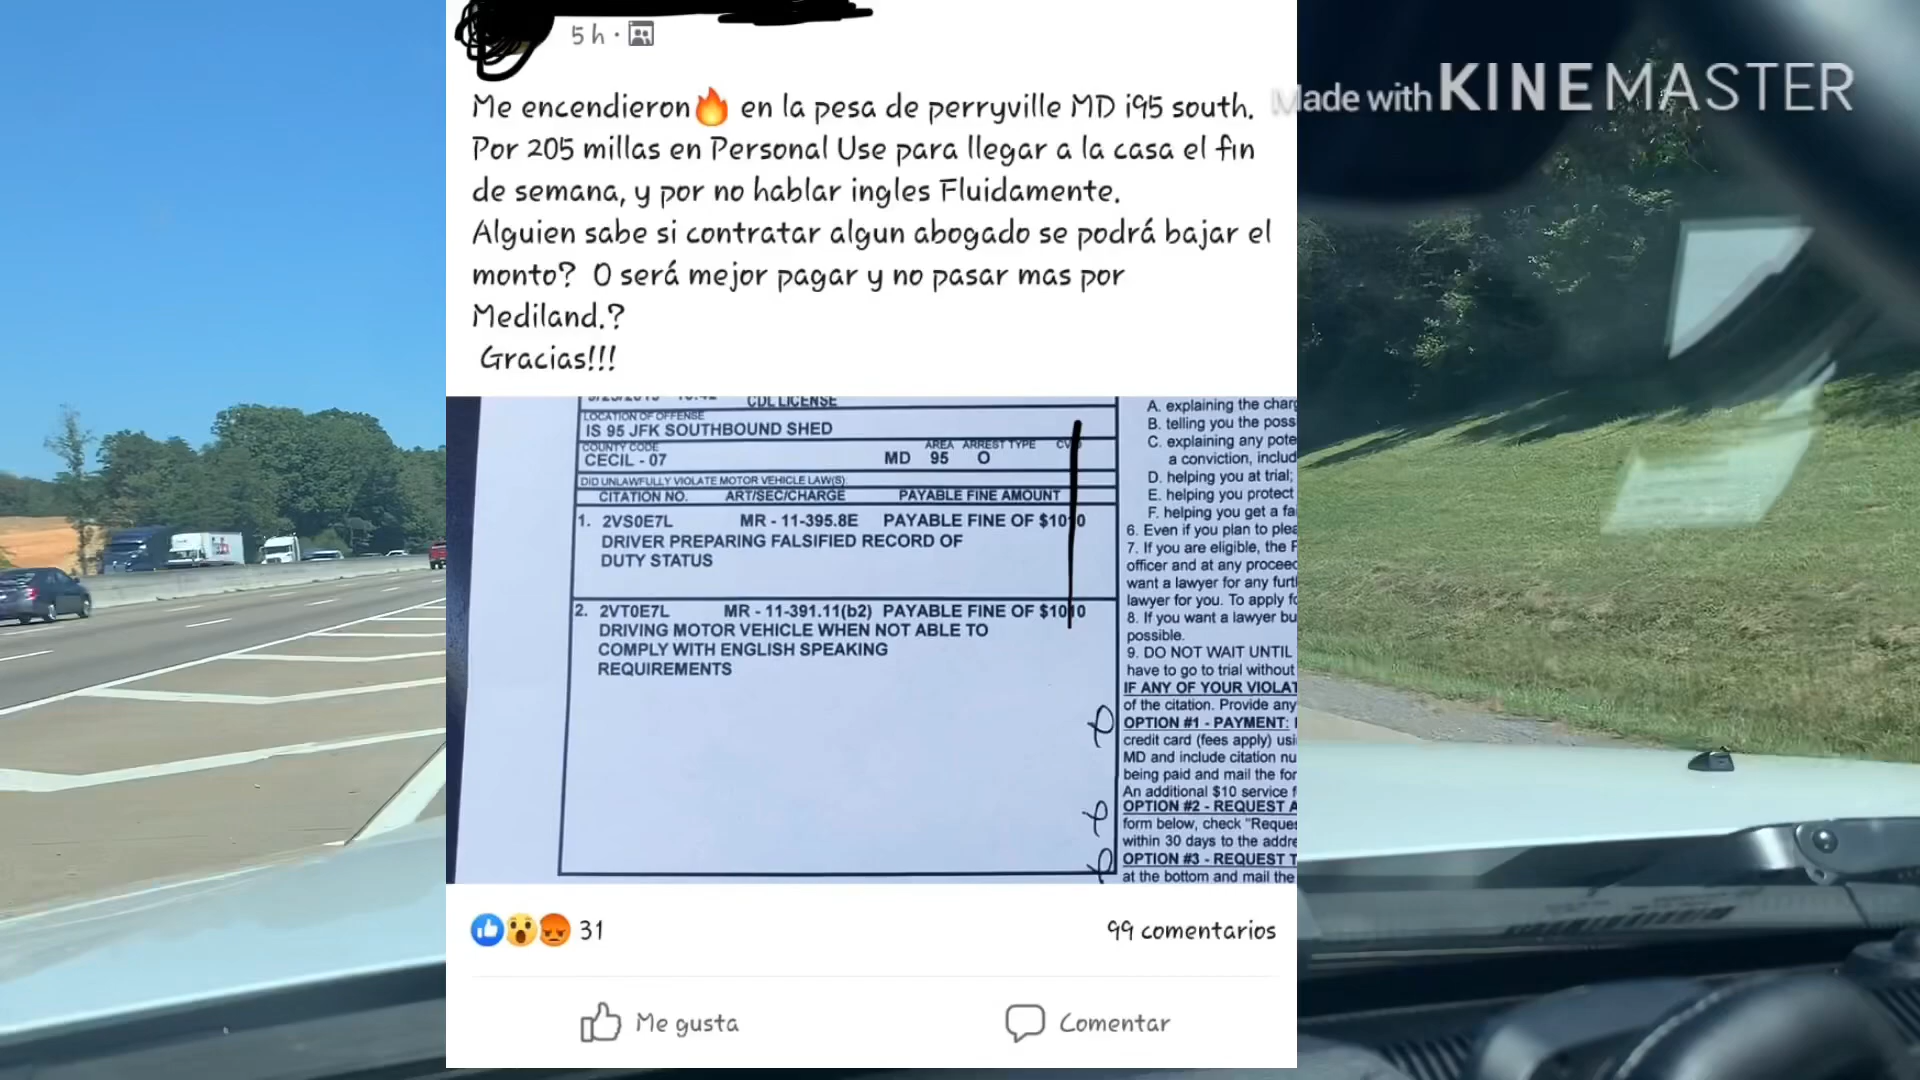 5 h
Made with KINEMASTER
Me encendieron🔥 en la pesa de perryville MD i95 south.
Por 205 millas en Personal Use para llegar a la casa el fin
de semana, y por no hablar ingles Fluidamente.
Alguien sabe si contratar algun abogado se podrá bajar el
monto? O será mejor pagar y no pasar mas por
Mediland.?
Gracias!!!
CDL LICENSE
LOCATION OF OFFENSE
IS 95 JFK SOUTHBOUND SHED
COUNTY CODE AREA ARREST TYPE
CECIL - 07 MD 95 O
DID UNLAWFULLY VIOLATE MOTOR VEHICLE LAW(S):
CITATION NO. ART/SEC/CHARGE PAYABLE FINE AMOUNT
1. 2VS0E7L MR - 11-395.8E PAYABLE FINE OF $1010
DRIVER PREPARING FALSIFIED RECORD OF
DUTY STATUS
2. 2VT0E7L MR - 11-391.11(b2) PAYABLE FINE OF $1010
DRIVING MOTOR VEHICLE WHEN NOT ABLE TO
COMPLY WITH ENGLISH SPEAKING
REQUIREMENTS
A. explaining the
B. telling you the
C. explaining any
a conviction,
D. helping you at trial;
E. helping you protect
F. helping you get a
6. Even if you plan to
7. If you are eligible, the
officer and at any
want a lawyer for any
lawyer for you. To apply
8. If you want a lawyer
possible.
9. DO NOT WAIT UNTIL
have to go to trial without
IF ANY OF YOUR
of the citation. Provide any
OPTION #1 - PAYMENT:
credit card (fees apply)
MD and include citation
being paid and mail the
An additional $10 service
OPTION #2 - REQUEST
form below, check
within 30 days to the
OPTION #3 - REQUEST
at the bottom and mail the
31
99 comentarios
Me gusta
Comentar